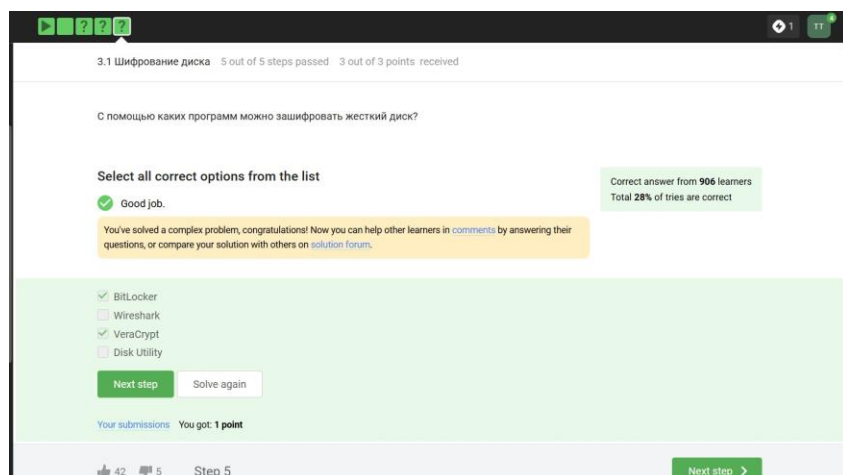 ? ? ?
1
TT
4
3.1 Шифрование диска 5 out of 5 steps passed 3 out of 3 points received
С помощью каких программ можно зашифровать жесткий диск?
Select all correct options from the list
Good job.
You've solved a complex problem, congratulations! Now you can help other learners in comments by answering their
questions, or compare your solution with others on solution forum.
Correct answer from 906 learners
Total 28% of tries are correct
BitLocker
Wireshark
VeraCrypt
Disk Utility
Next step Solve again
Your submissions You got: 1 point
42 5 Step 5
Next step